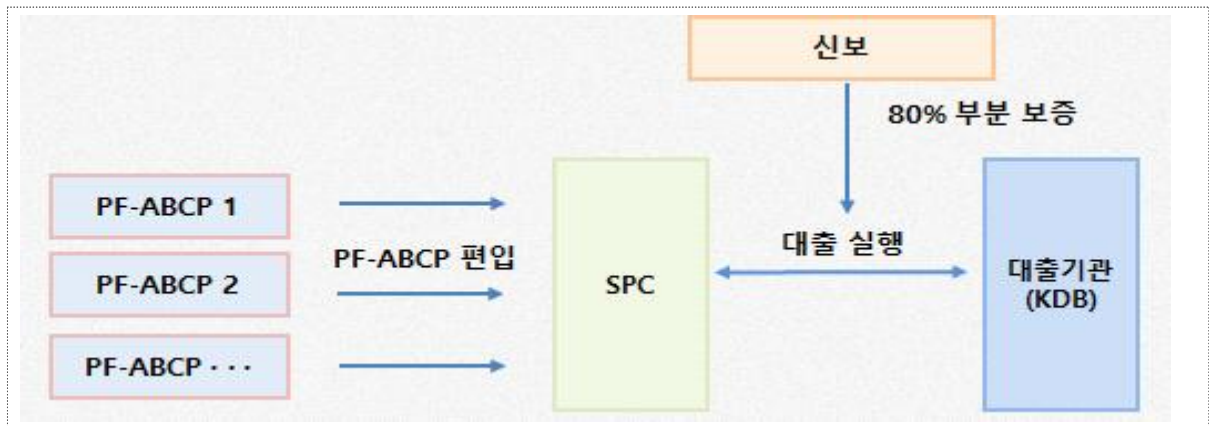 신보
80% 부분 보증
PF-ABCP 1
PF-ABCP 편입
PF-ABCP 2
PF-ABCP · · ·
SPC
대출 실행
대출기관
(KDB)